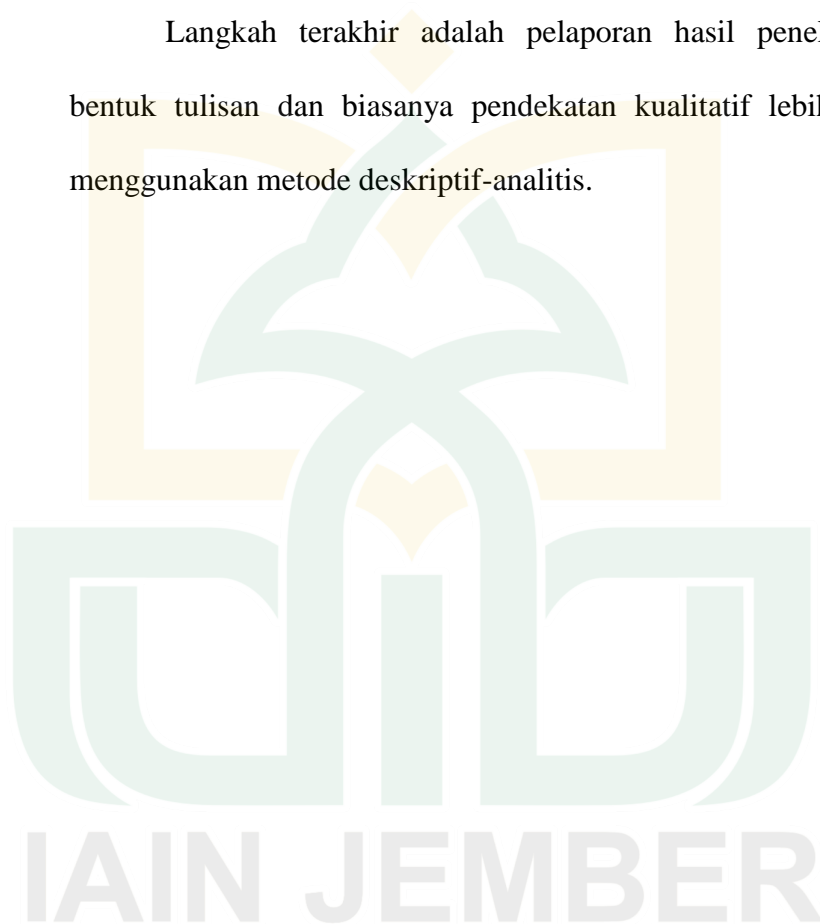 Langkah terakhir adalah pelaporan hasil
bentuk tulisan dan biasanya pendekatan kualitatif
menggunakan metode deskriptif-analitis.
IAIN JEMBER